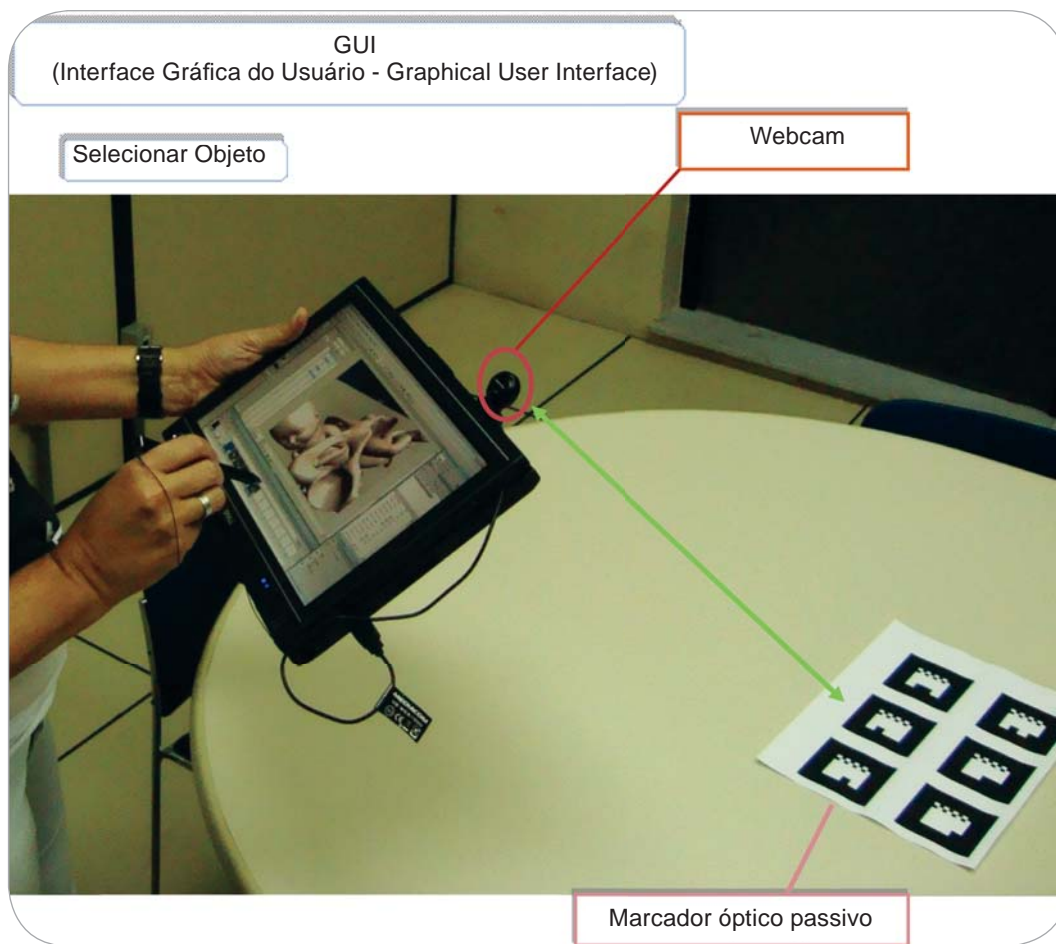 GUI
(Interface Gráfica do Usuário - Graphical User Interface)
Webcam
Selecionar Objeto
Marcador óptico passivo